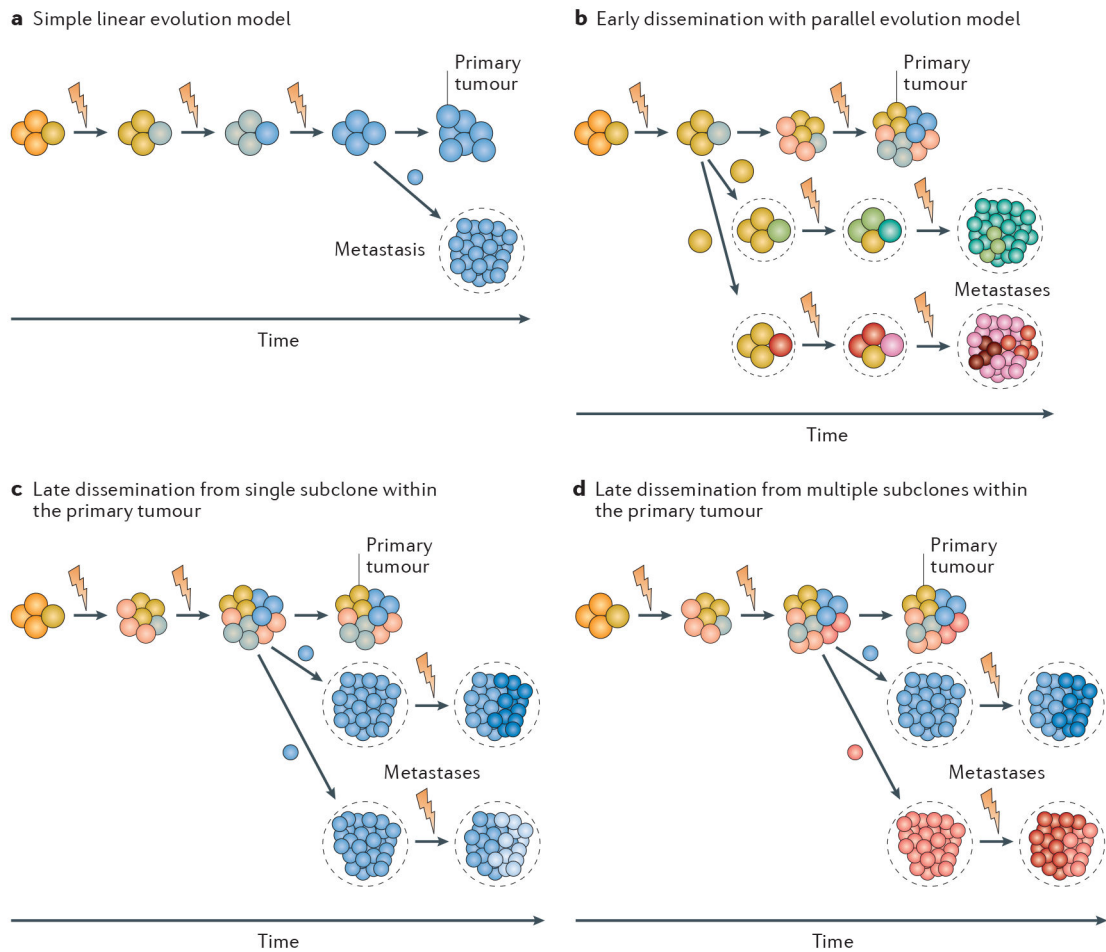 a Simple linear evolution model
Primary
tumour
Metastasis
Time
b Early dissemination with parallel evolution model
Primary
tumour
Metastases
Time
c Late dissemination from single subclone within
the primary tumour
Primary
tumour
Metastases
Time
d Late dissemination from multiple subclones within
the primary tumour
Primary
tumour
Metastases
Time